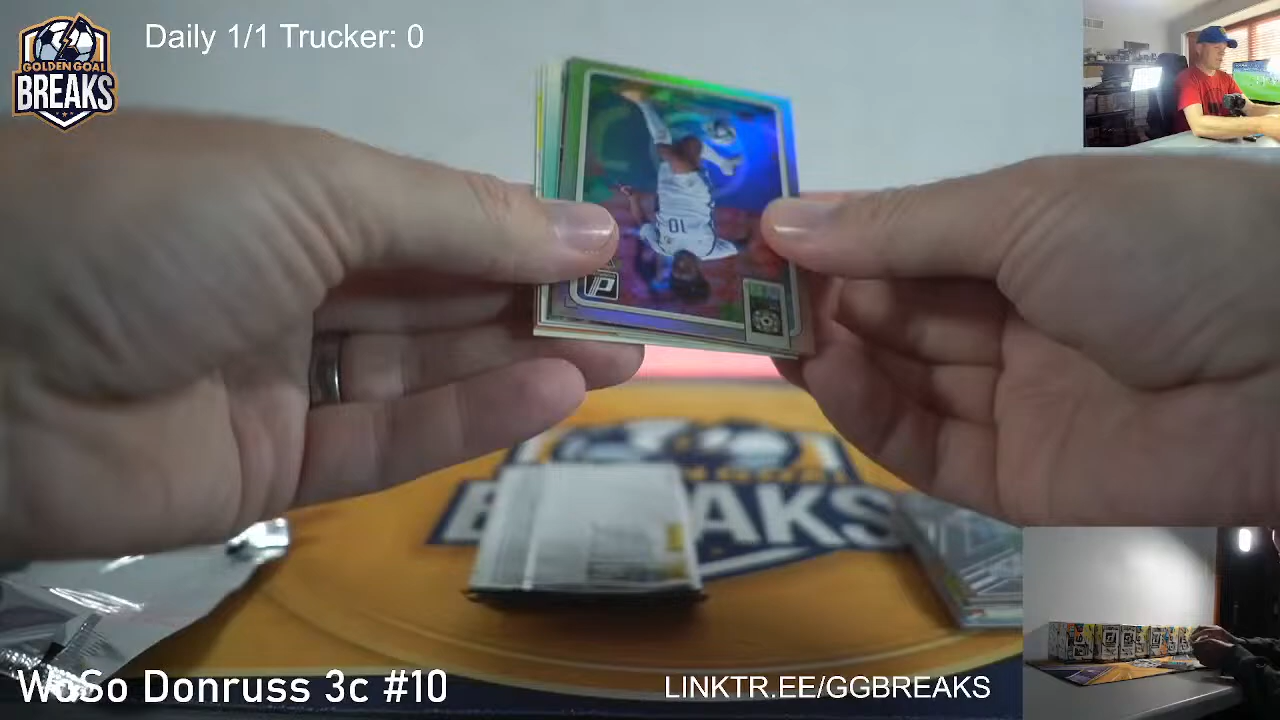 Daily 1/1 Trucker: 0
GOLDEN GOAL
BREAKS
10
WoSo Donruss 3c #10
LINKTR.EE/GGBREAKS